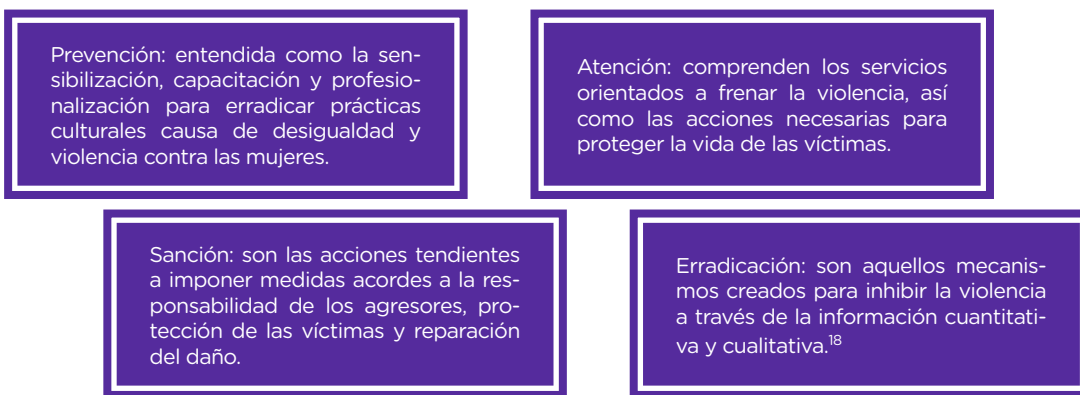 Prevención: entendida como la sen-
sibilización, capacitación y profesio-
nalización para erradicar prácticas
culturales causa de desigualdad y
violencia contra las mujeres.
Atención: comprenden los servicios
orientados a frenar la violencia, así
como las acciones necesarias para
proteger la vida de las víctimas.
Sanción: son las acciones tendientes
a imponer medidas acordes a la res-
ponsabilidad de los agresores, pro-
tección de las víctimas y reparación
del daño.
Erradicación: son aquellos mecanis-
mos creados para inhibir la violencia
a través de la información cuantitati-
va y cualitativa.18